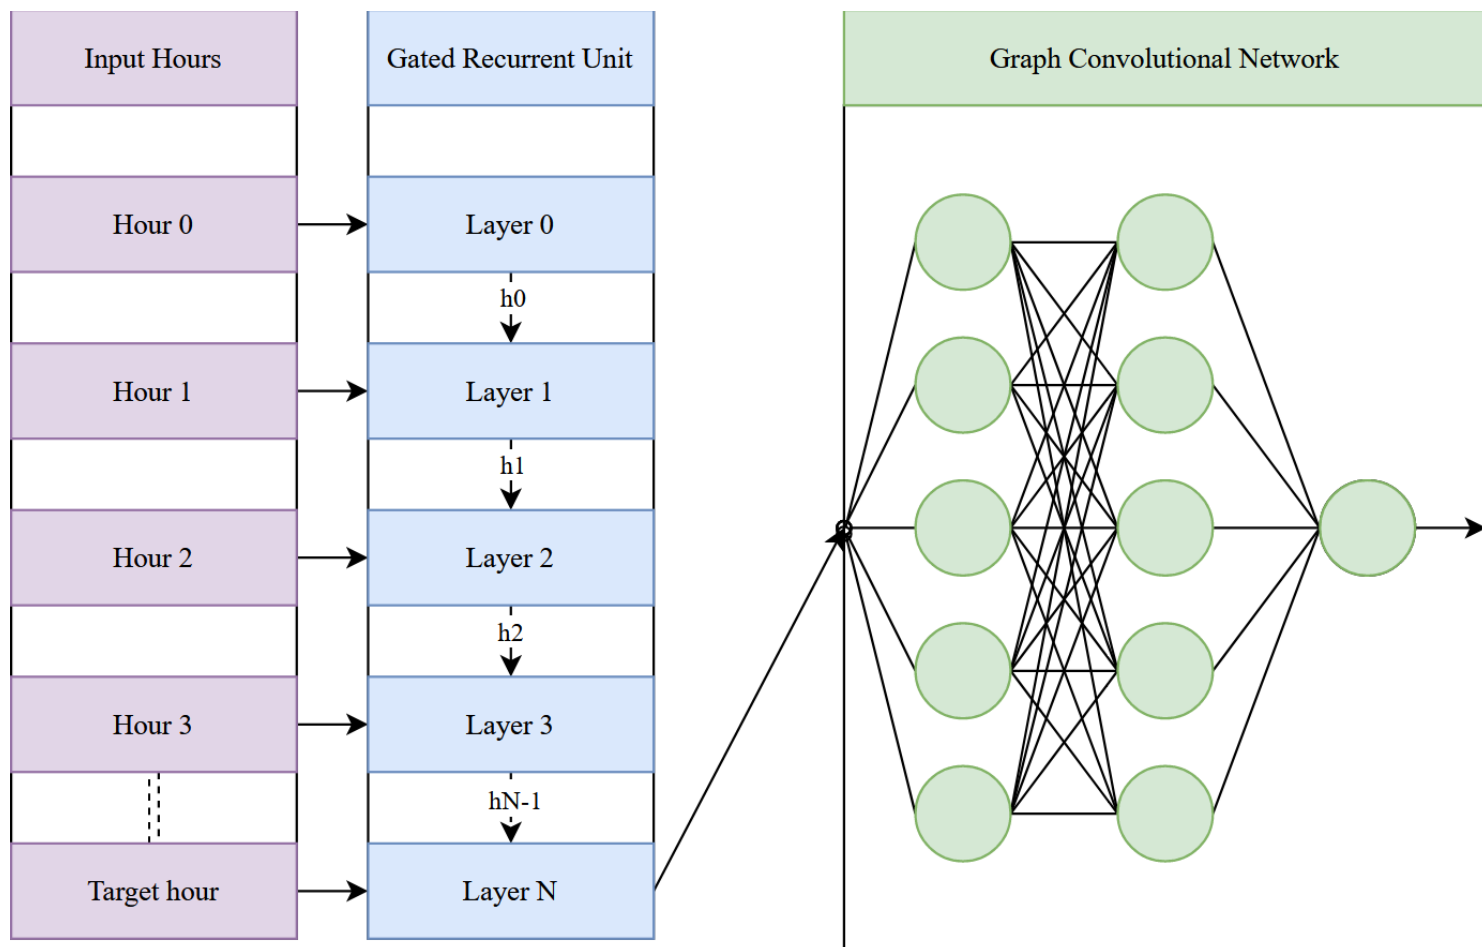 Input Hours
Gated Recurrent Unit
Graph Convolutional Network
Hour 0
Layer 0
h0
Hour 1
Layer 1
h1
Hour 2
Layer 2
h2
Hour 3
Layer 3
hN-1
Target hour
Layer N